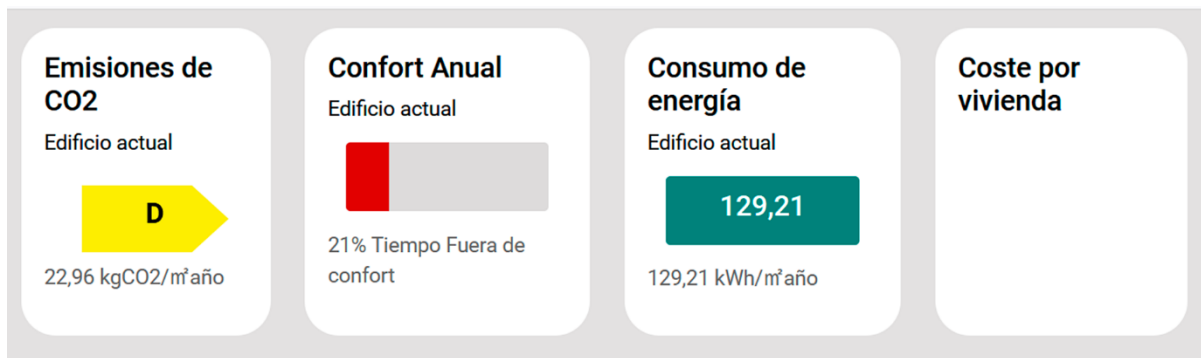 Emisiones de
CO2
Edificio actual
D
22,96 kgCO2/㎡año
Confort Anual
Edificio actual
21% Tiempo Fuera de
confort
Consumo de
energía
Edificio actual
129,21
129,21 kWh/㎡año
Coste por
vivienda